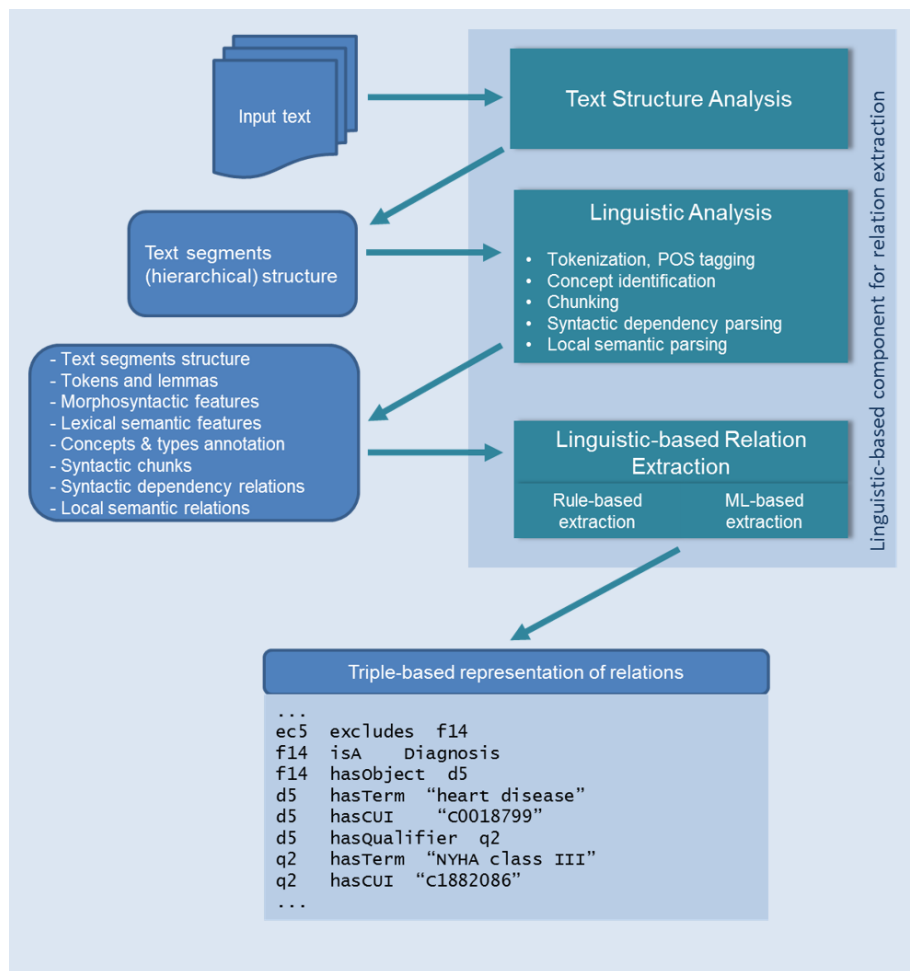 Input text
Text Structure Analysis
Text segments
(hierarchical) structure
Linguistic Analysis
• Tokenization, POS tagging
• Concept identification
• Chunking
• Syntactic dependency parsing
• Local semantic parsing
- Text segments structure
- Tokens and lemmas
- Morphosyntactic features
- Lexical semantic features
- Concepts & types annotation
- Syntactic chunks
- Syntactic dependency relations
- Local semantic relations
Linguistic-based Relation
Extraction
Rule-based
extraction
ML-based
extraction
Linguistic-based component for relation extraction
Triple-based representation of relations
...
ec5 excludes f14
f14 isA Diagnosis
f14 hasObject d5
d5 hasTerm “heart disease”
d5 hasCUI “C0018799”
d5 hasQualifier q2
q2 hasTerm “NYHA class III”
q2 hasCUI “C1882086”
...